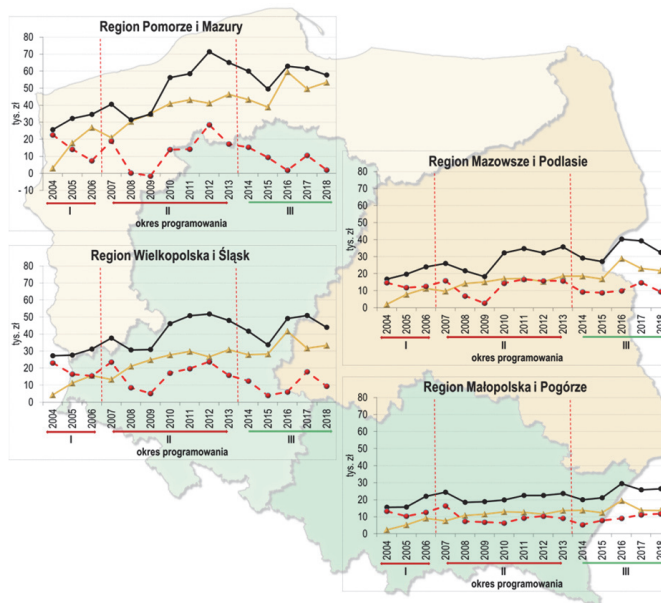 Region Pomorze i Mazury
80
70
60
50
40
30
20
10
0
- 10
tys. zł
2004 2005 2006 2007 2008 2009 2010 2011 2012 2013 2014 2015 2016 2017 2018
I II III
okres programowania
Region Mazowsze i Podlasie
80
70
60
50
40
30
20
10
0
tys. zł
2004 2005 2006 2007 2008 2009 2010 2011 2012 2013 2014 2015 2016 2017 2018
I II III
okres programowania
Region Wielkopolska i Śląsk
80
70
60
50
40
30
20
10
0
tys. zł
2004 2005 2006 2007 2008 2009 2010 2011 2012 2013 2014 2015 2016 2017 2018
I II III
okres programowania
Region Małopolska i Pogórze
80
70
60
50
40
30
20
10
0
tys. zł
2004 2005 2006 2007 2008 2009 2010 2011 2012 2013 2014 2015 2016 2017 2018
I II III
okres programowania